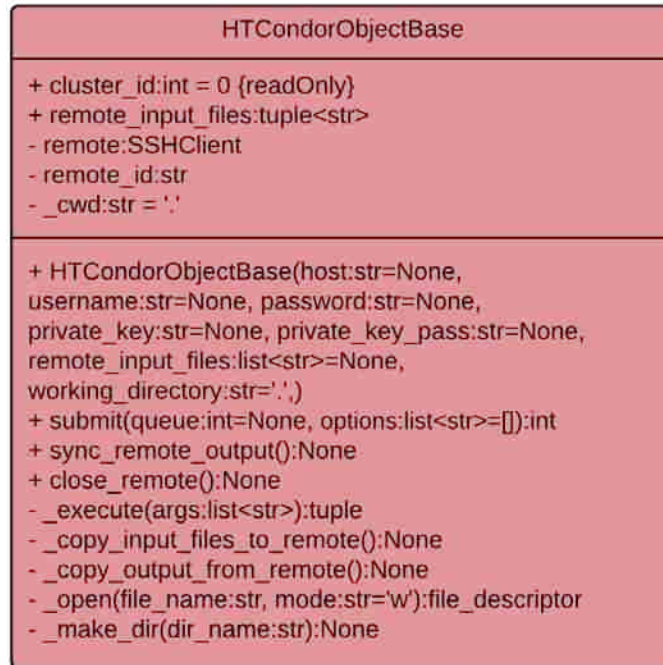 HTCondorObjectBase
+ cluster_id:int = 0 {readOnly}
+ remote_input_files:tuple<str>
- remote:SSHClient
- remote_id:str
- _cwd:str = '.'
+ HTCondorObjectBase(host:str=None,
username:str=None, password:str=None,
private_key:str=None, private_key_pass:str=None,
remote_input_files:list<str>=None,
working_directory:str='.',)
+ submit(queue:int=None, options:list<str>=[]):int
+ sync_remote_output():None
+ close_remote():None
- _execute(args:list<str>):tuple
- _copy_input_files_to_remote():None
- _copy_output_from_remote():None
- _open(file_name:str, mode:str='w'):file_descriptor
- _make_dir(dir_name:str):None